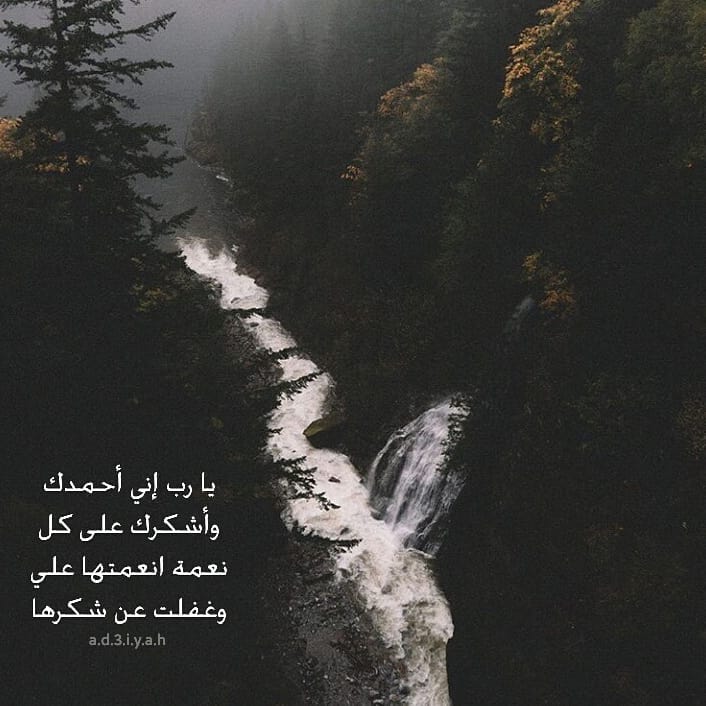 يا رب إني أحمدك
وأشكرك على كل
نعمة انعمتها علي
وغفلت عن شكرها
a.d.3.i.y.a.h